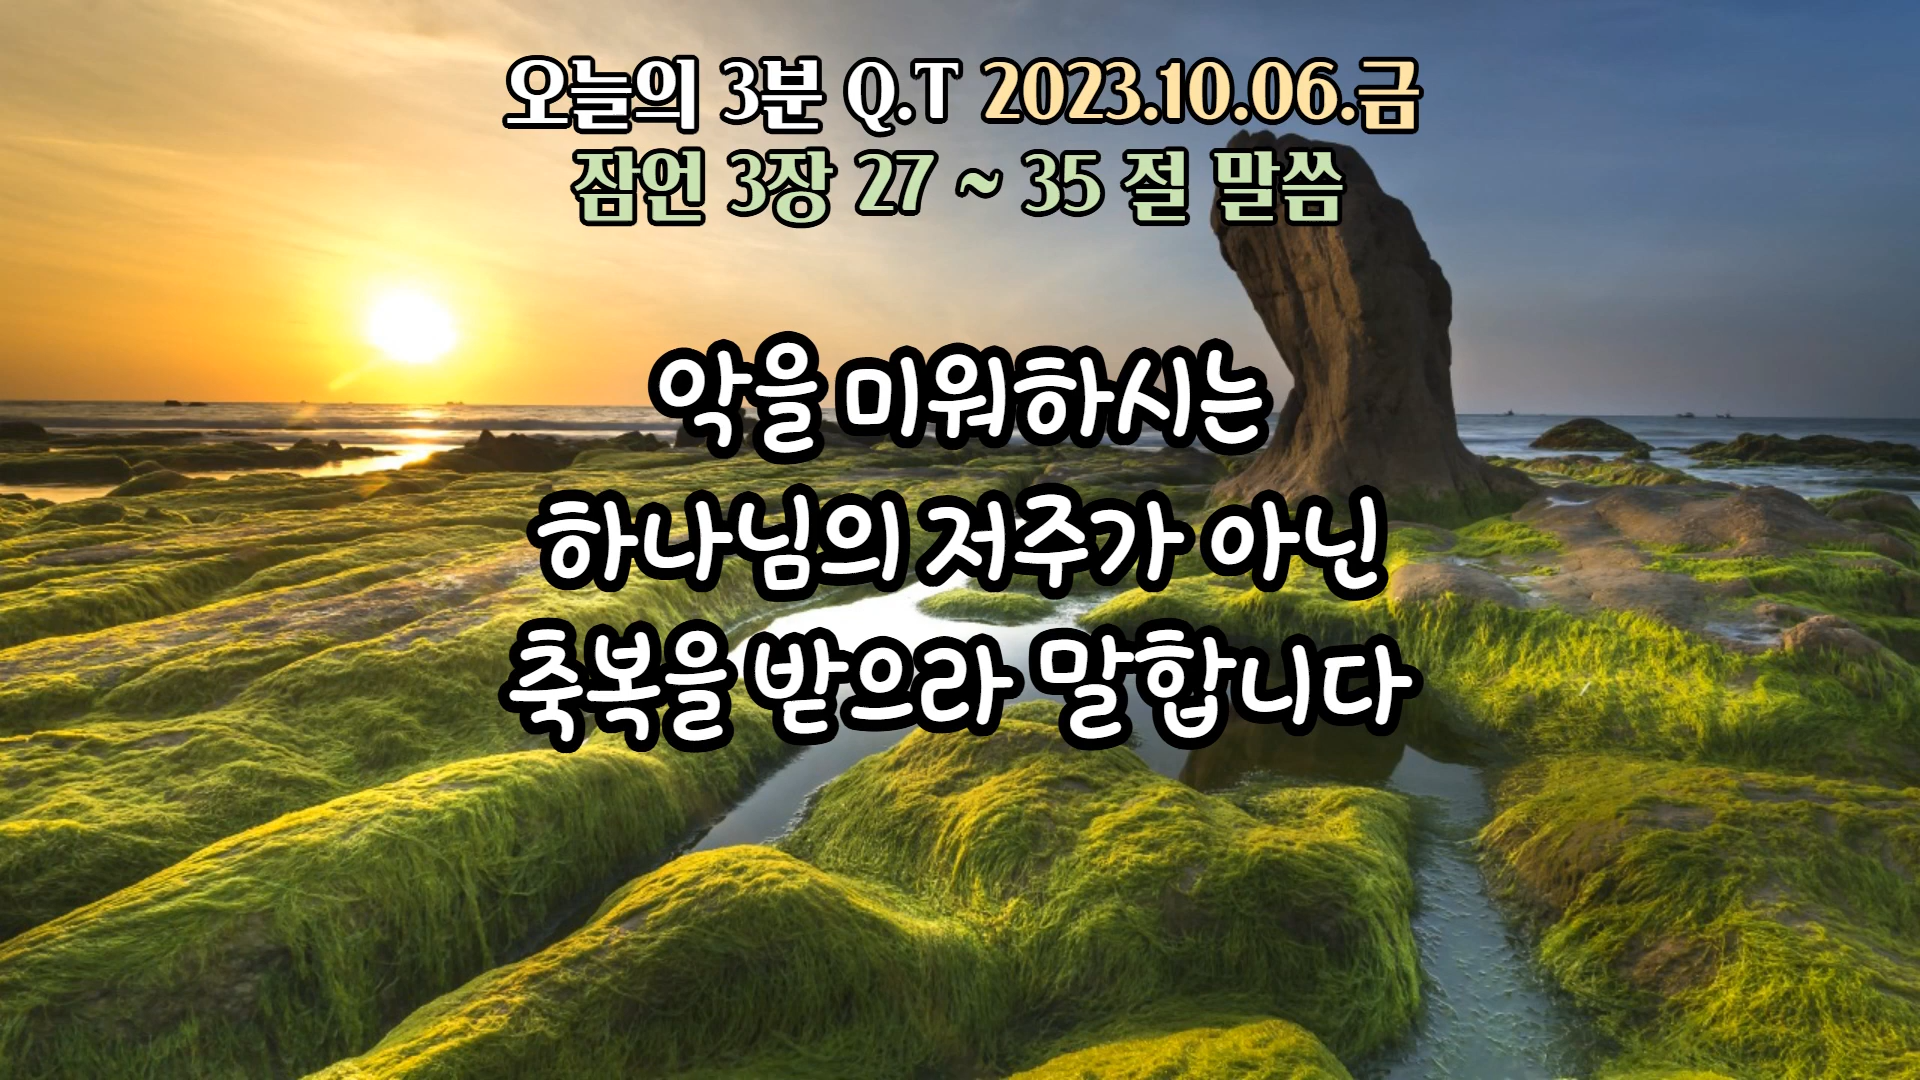 오늘의 3분 Q.T 2023.10.06.금
잠언 3장 27 ~ 35 절 말씀
악을 미워하시는
하나님의 저주가 아닌
축복을 받으라 말합니다